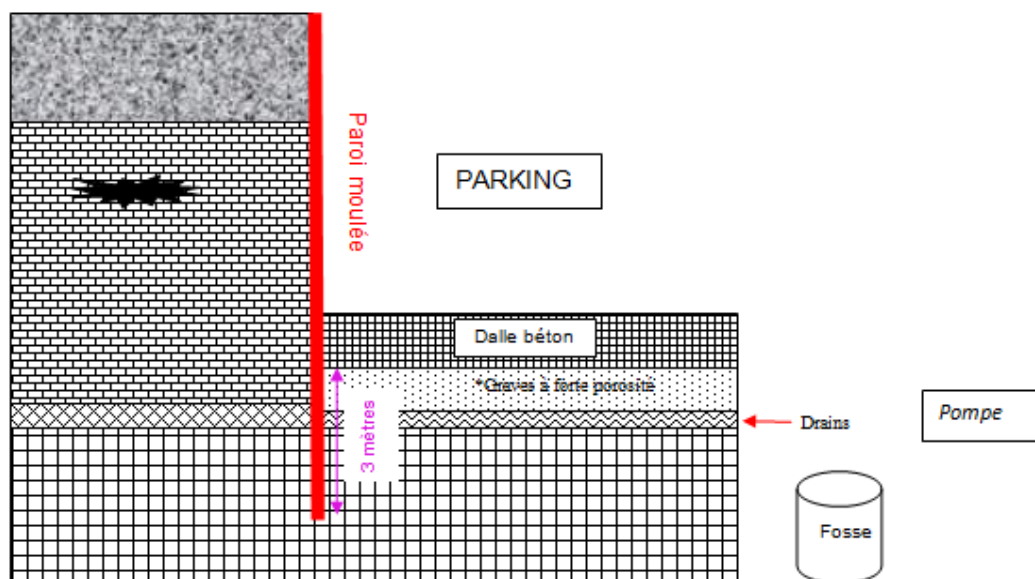 Paroi moulée
PARKING
Dalle béton
*Graves à forte porosité
3 mètres
Drains
Pompe
Fosse